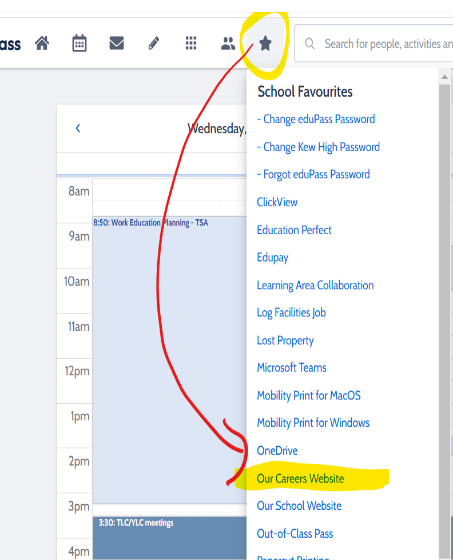 ass
Search for people, activities an
School Favourites
- Change eduPass Password
- Change Kew High Password
- Forgot eduPass Password
ClickView
Education Perfect
Edupay
Learning Area Collaboration
Log Facilities Job
Lost Property
Microsoft Teams
Mobility Print for MacOS
Mobility Print for Windows
OneDrive
Our Careers Website
Our School Website
Out-of-Class Pass
Papercut Printing
Wednesday,
8am
8:50: Work Education Planning - TSA
9am
10am
11am
12pm
1pm
2pm
3pm
3:30: TLC/YLC meetings
4pm